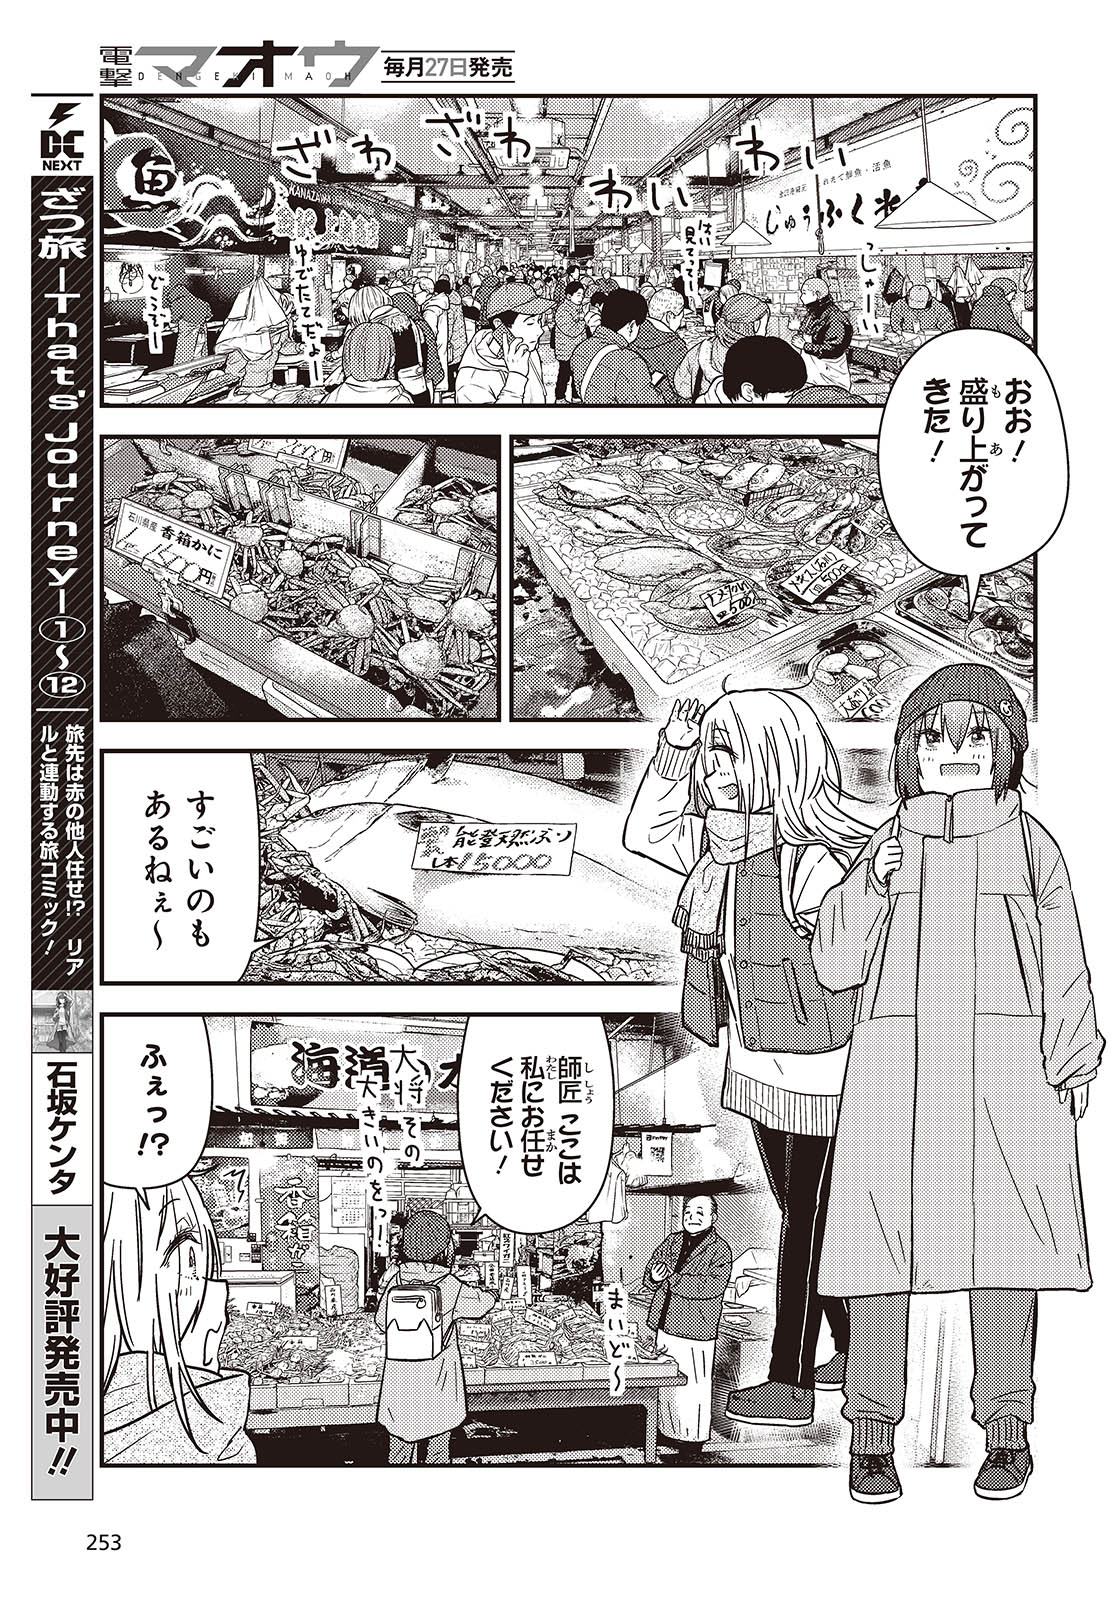 電撃マオウ
DENGEKI MAOH
毎月27日発売
DC
NEXT
ざつ旅
―That's Journey―
①〜⑫
旅先は赤の他人任せ!? リア
ルと連動する旅コミック!
石坂ケンタ
大好評発売中!!
ざわ
ざわ
わい
わい
魚
KANAZAWA
じゅうふく
どうぞー
ゆでたてだよー
はい
見てってー
っしゃーい
おお!
盛り上がって
きた!
石川県産
香箱かに
円
能登天然ぶり
1本15000
すごいのも
あるねぇ〜
師匠 ここは
私にお任せ
ください!
大将 その
大きいのをっ!
香箱
まいど〜
ふぇっ!?
253